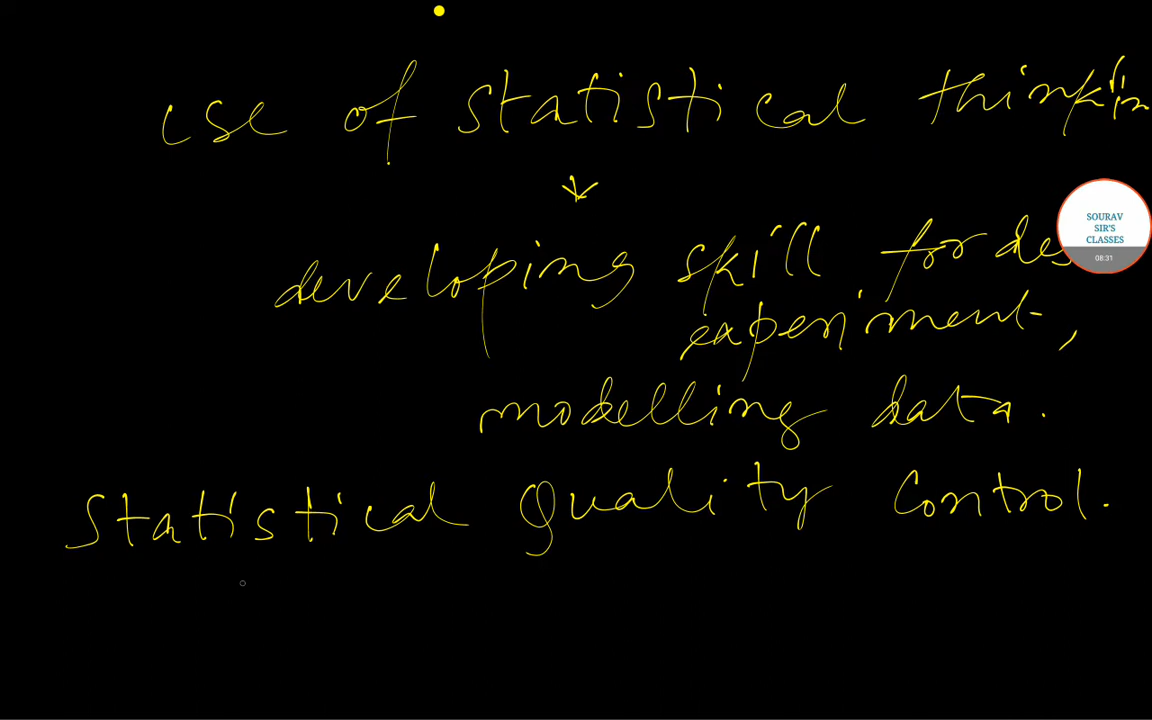 use of statistical thinkin
developing skill for des
experiment,
modelling data.
Statistical Quality Control.
SOURAV
SIR'S
CLASSES
08:31